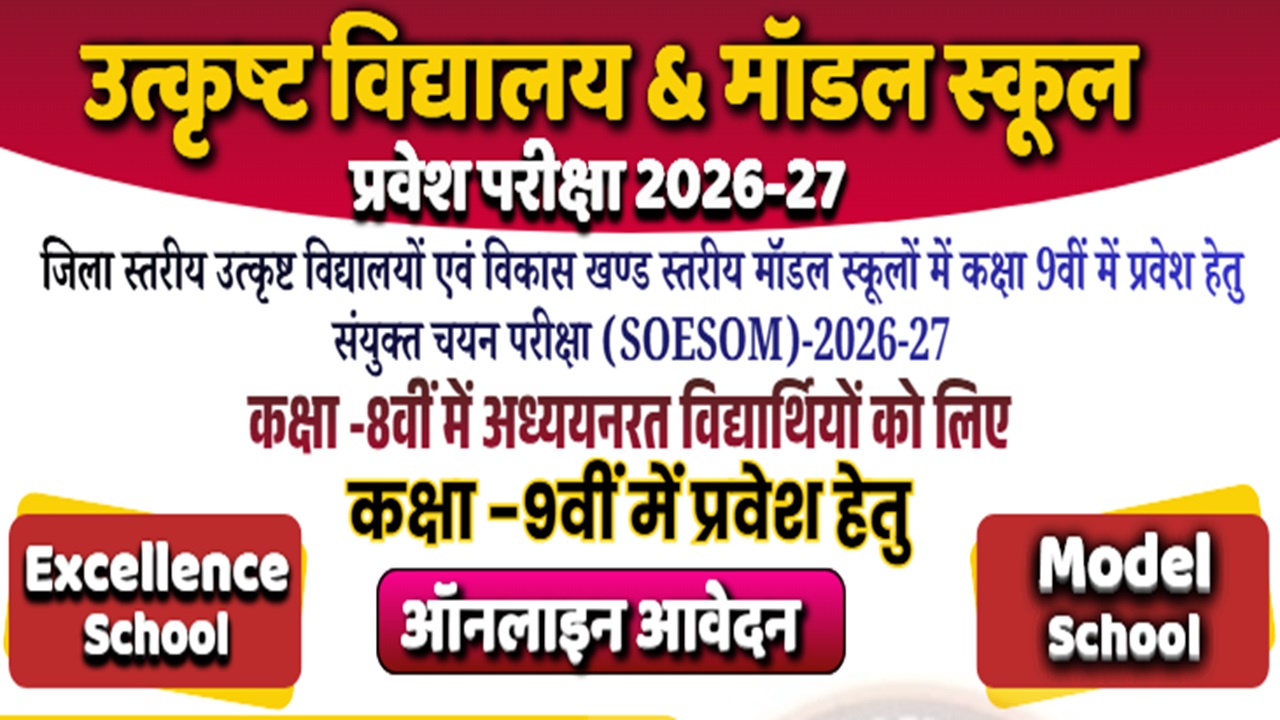 उत्कृष्ट विद्यालय & मॉडल स्कूल
प्रवेश परीक्षा 2026-27
जिला स्तरीय उत्कृष्ट विद्यालयों एवं विकास खण्ड स्तरीय मॉडल स्कूलों में कक्षा 9वीं में प्रवेश हेतु
संयुक्त चयन परीक्षा (SOESOM)-2026-27
कक्षा -8वीं में अध्ययनरत विद्यार्थियों को लिए
कक्षा -9वीं में प्रवेश हेतु
Excellence
School
ऑनलाइन आवेदन
Model
School